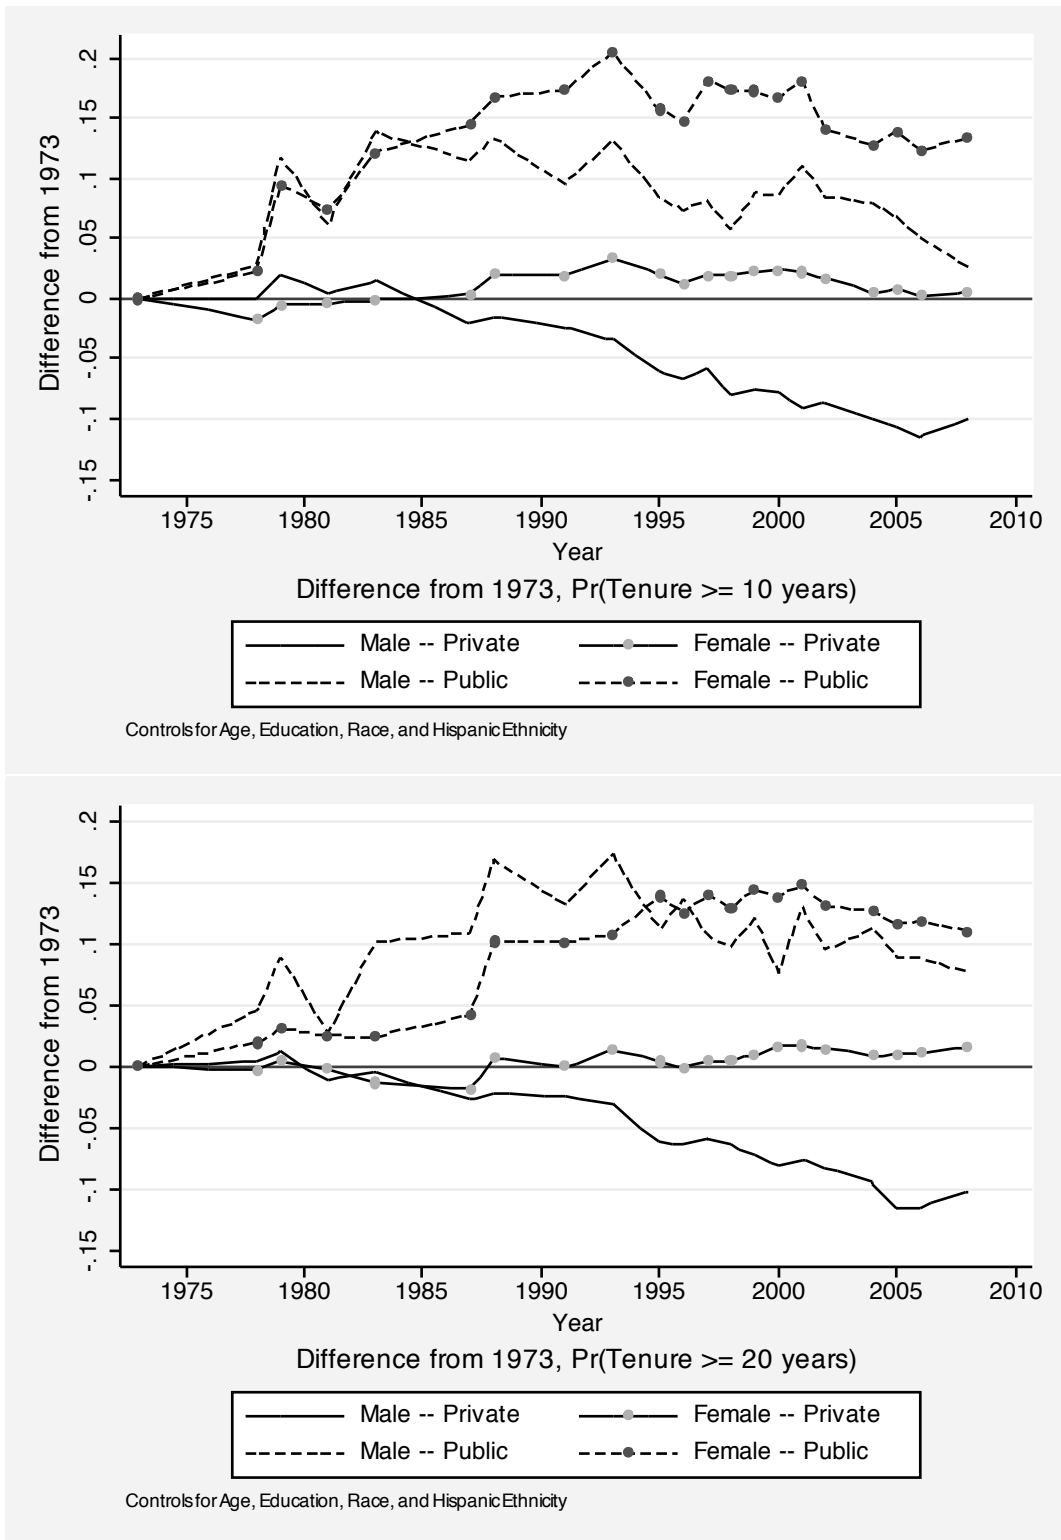 Difference from 1973
.2
.15
.1
.05
0
-.05
-.1
-.15
1975 1980 1985 1990 1995 2000 2005 2010
Year
Difference from 1973, Pr(Tenure >= 10 years)
Male -- Private Female -- Private
Male -- Public Female -- Public
Controls for Age, Education, Race, and Hispanic Ethnicity
Difference from 1973
.2
.15
.1
.05
0
-.05
-.1
-.15
1975 1980 1985 1990 1995 2000 2005 2010
Year
Difference from 1973, Pr(Tenure >= 20 years)
Male -- Private Female -- Private
Male -- Public Female -- Public
Controls for Age, Education, Race, and Hispanic Ethnicity